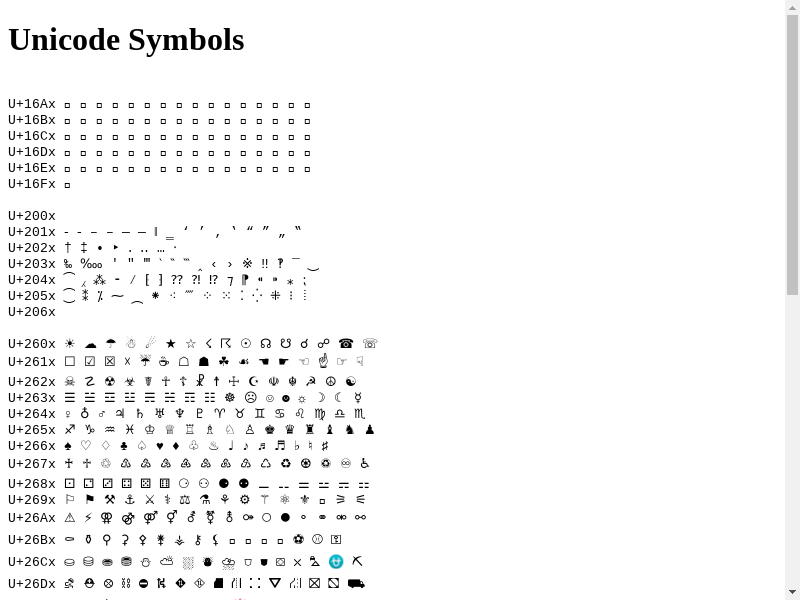 Unicode Symbols
U+16Ax □ □ □ □ □ □ □ □ □ □ □ □ □ □ □ □
U+16Bx □ □ □ □ □ □ □ □ □ □ □ □ □ □ □ □
U+16Cx □ □ □ □ □ □ □ □ □ □ □ □ □ □ □ □
U+16Dx □ □ □ □ □ □ □ □ □ □ □ □ □ □ □ □
U+16Ex □ □ □ □ □ □ □ □ □ □ □ □ □ □ □ □
U+16Fx □
U+200x
U+201x ‐ ‑ ‒ – — ― ‖ ‗ ‘ ’ ‚ ‛ “ ” „ ‟
U+202x † ‡ • ‣ ․ ‥ … ‧
U+203x ‰ ‱ ′ ″ ‴ ‵ ‶ ‷ ‸ ‹ › ※ ‼ ‽ ‾ ‿
U+204x ⁀ ⁁ ⁂ ⁃ ⁄ ⁅ ⁆ ⁇ ⁈ ⁉ ⁊ ⁋ ⁌ ⁍ ⁎ ⁏
U+205x ⁐ ⁑ ⁒ ⁓ ⁔ ⁕ ⁖ ⁗ ⁘ ⁙ ⁚ ⁛ ⁜ ⁝ ⁞
U+206x
U+260x ☀ ☁ ☂ ☃ ☄ ★ ☆ ☇ ☈ ☉ ☊ ☋ ☌ ☍ ☎ ☏
U+261x ☐ ☑ ☒ ☓ ☔ ☕ ☖ ☗ ☘ ☙ ☚ ☛ ☜ ☝ ☞ ☟
U+262x ☠ ☡ ☢ ☣ ☤ ☥ ☦ ☧ ☨ ☩ ☪ ☫ ☬ ☭ ☮ ☯
U+263x ☰ ☱ ☲ ☳ ☴ ☵ ☶ ☷ ☸ ☹ ☺ ☻ ☼ ☽ ☾ ☿
U+264x ♀ ♁ ♂ ♃ ♄ ♅ ♆ ♇ ♈ ♉ ♊ ♋ ♌ ♍ ♎ ♏
U+265x ♐ ♑ ♒ ♓ ♔ ♕ ♖ ♗ ♘ ♙ ♚ ♛ ♜ ♝ ♞ ♟
U+266x ♠ ♡ ♢ ♣ ♤ ♥ ♦ ♧ ♨ ♩ ♪ ♫ ♬ ♭ ♮ ♯
U+267x ♰ ♱ ♲ ♳ ♴ ♵ ♶ ♷ ♸ ♹ ♺ ♻ ♼ ♽ ♾ ♿
U+268x ⚀ ⚁ ⚂ ⚃ ⚄ ⚅ ⚆ ⚇ ⚈ ⚉ ⚊ ⚋ ⚌ ⚍ ⚎ ⚏
U+269x ⚐ ⚑ ⚒ ⚓ ⚔ ⚕ ⚖ ⚗ ⚘ ⚙ ⚚ ⚛ ⚜ □ ⚞ ⚟
U+26Ax ⚠ ⚡ ⚢ ⚣ ⚤ ⚥ ⚦ ⚧ ⚨ ⚩ ⚪ ⚫ ⚬ ⚭ ⚮ ⚯
U+26Bx ⚰ ⚱ ⚲ ⚳ ⚴ ⚵ ⚶ ⚷ ⚸ □ □ □ □ ⚽ ⚾ ⚿
U+26Cx ⛀ ⛁ ⛂ ⛃ ⛄ ⛅ ⛆ ⛇ ⛈ ⛉ ⛊ ⛋ ⛌ ⛍ ⛎ ⛏
U+26Dx ⛐ ⛑ ⛒ ⛓ ⛔ ⛕ ⛖ ⛗ ⛘ ⛙ ⛚ ⛛ ⛜ ⛝ ⛞ ⛟